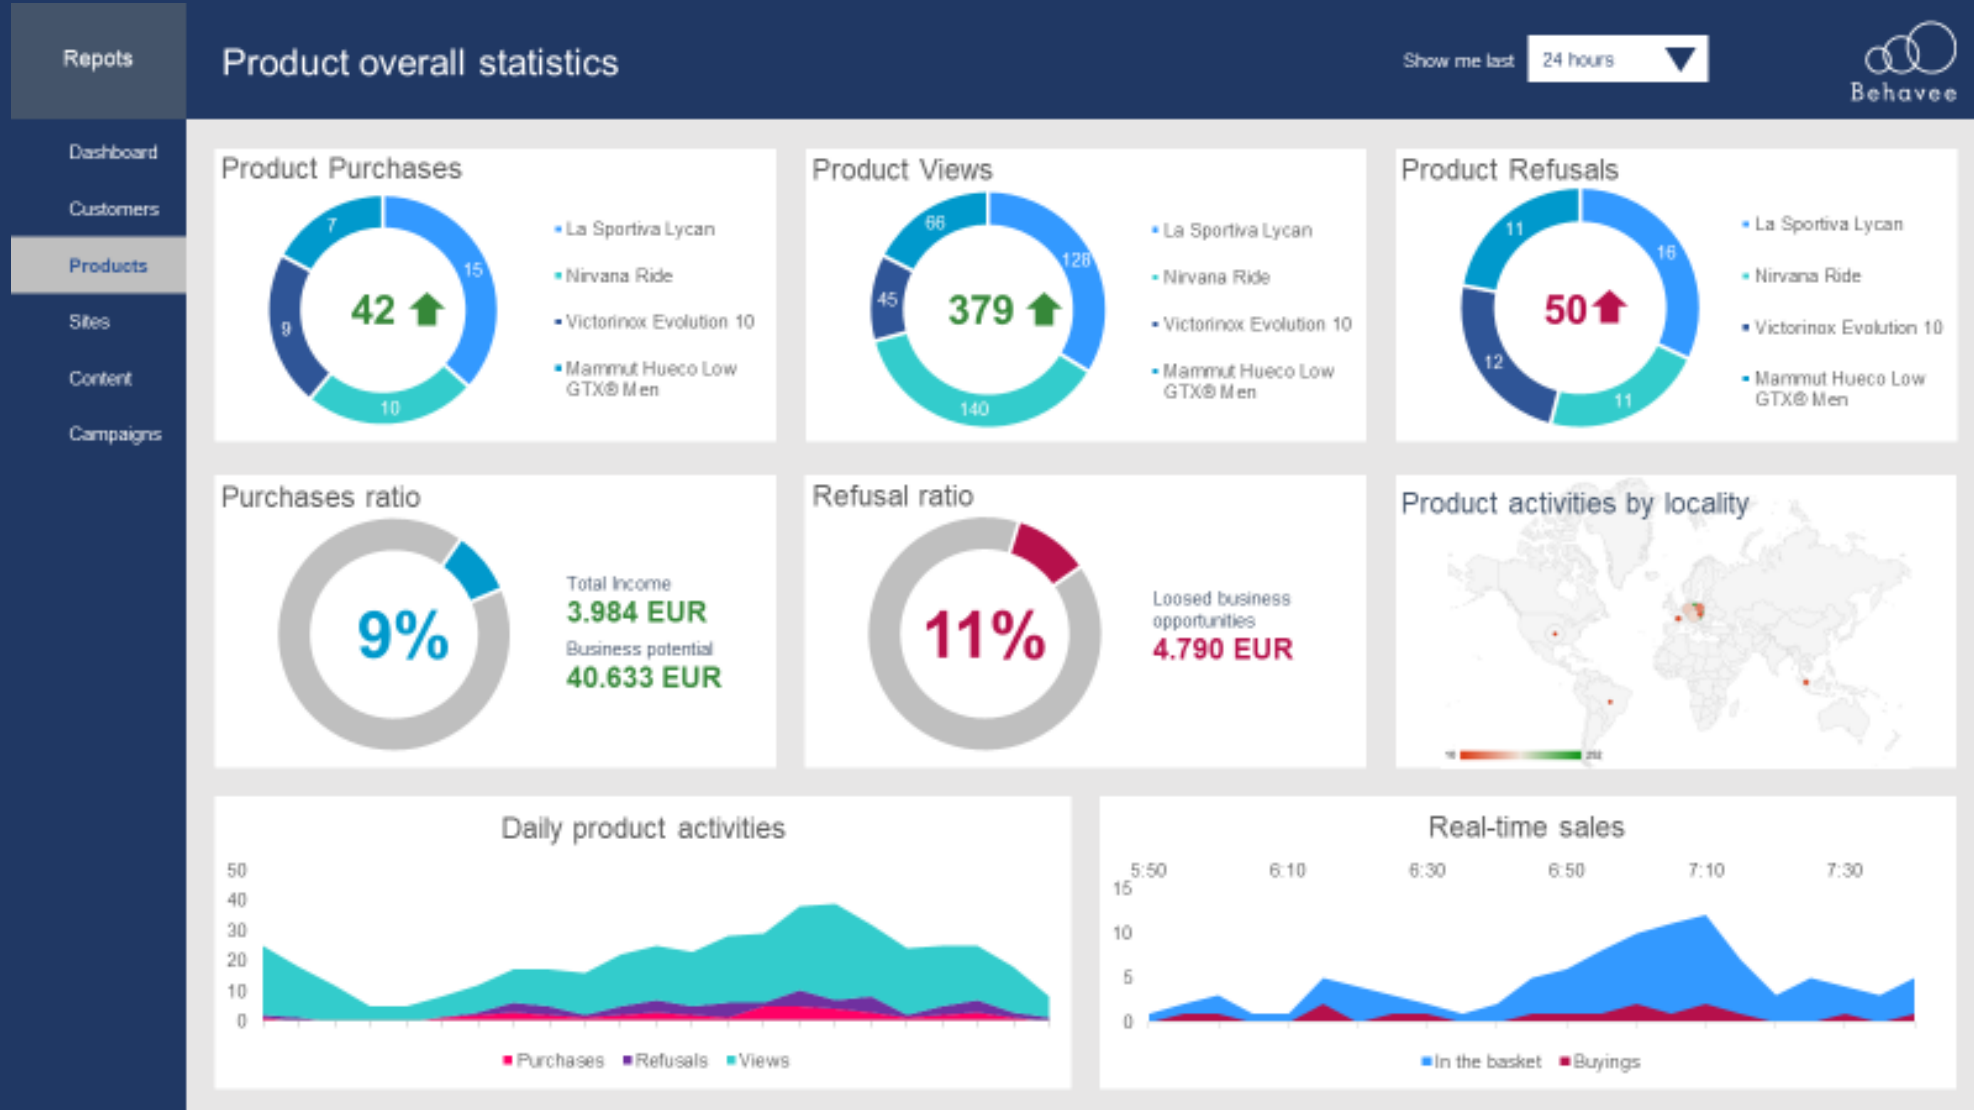 Repots
Product overall statistics
Show me last
24 hours
Behavee
Dashboard
Customers
Products
Sites
Content
Campaigns
Product Purchases
7
15
9
10
42
La Sportiva Lycan
Nirvana Ride
Victorinox Evolution 10
Mammut Hueco Low
GTX® Men
Product Views
66
128
45
140
379
La Sportiva Lycan
Nirvana Ride
Victorinox Evolution 10
Mammut Hueco Low
GTX® Men
Product Refusals
11
16
12
11
50
La Sportiva Lycan
Nirvana Ride
Victorinox Evolution 10
Mammut Hueco Low
GTX® Men
Purchases ratio
9%
Total Income
3.984 EUR
Business potential
40.633 EUR
Refusal ratio
11%
Loosed business
opportunities
4.790 EUR
Product activities by locality
Daily product activities
50
40
30
20
10
0
Purchases Refusals Views
Real-time sales
5:50 6:10 6:30 6:50 7:10 7:30
15
10
5
0
In the basket Buyings